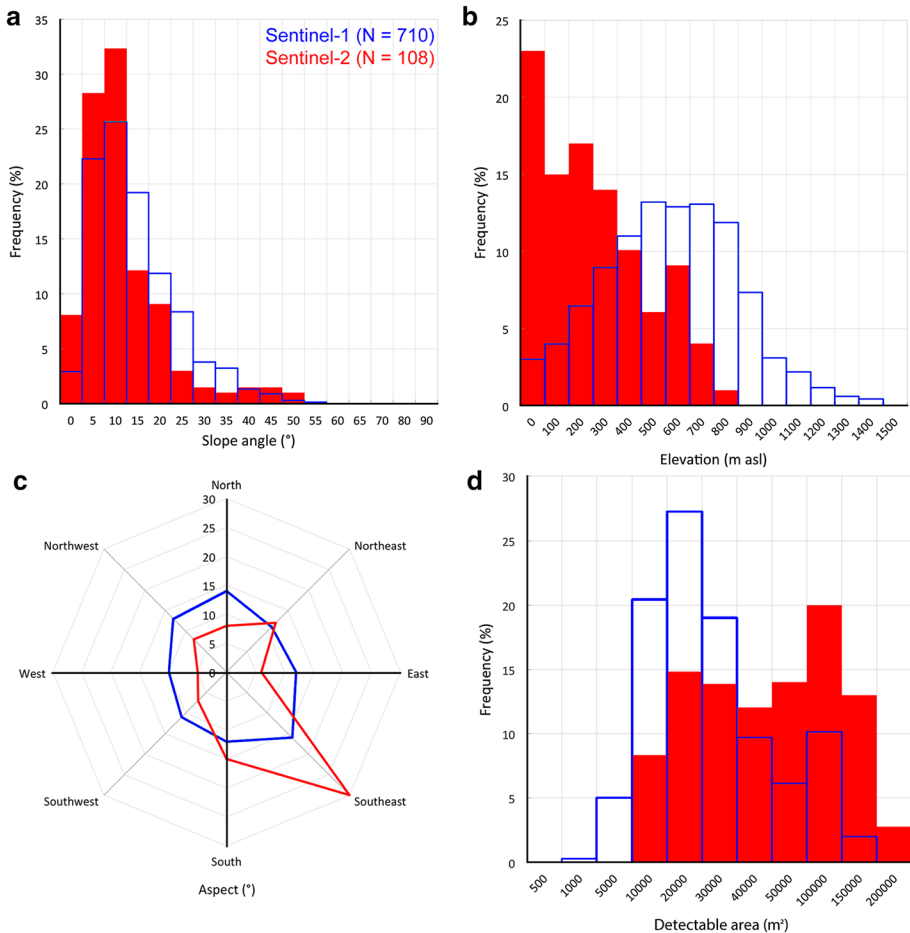 a
Sentinel-1 (N = 710)
Sentinel-2 (N = 108)
35
30
25
20
15
10
5
0
Frequency (%)
0 5 10 15 20 25 30 35 40 45 50 55 60 65 70 80 90
Slope angle (°)
b
25
20
15
10
5
0
Frequency (%)
0 100 200 300 400 500 600 700 800 900 1000 1100 1200 1300 1400 1500
Elevation (m asl)
c
North
30
25
20
15
10
5
0
Northwest
Northeast
West
East
Southwest
Southeast
South
Aspect (°)
d
30
25
20
15
10
5
0
Frequency (%)
500 1000 5000 10000 20000 30000 40000 50000 100000 150000 200000
Detectable area (m²)